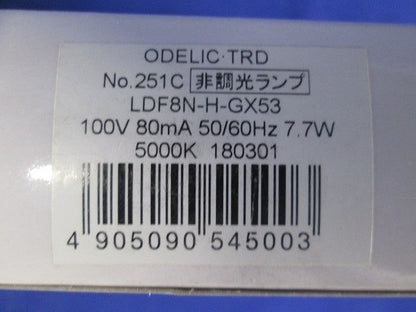 ODELIC·TRD
No.251C 非調光ランプ
LDF8N-H-GX53
100V 80mA 50/60Hz 7.7W
5000K 180301
4 905090 545003